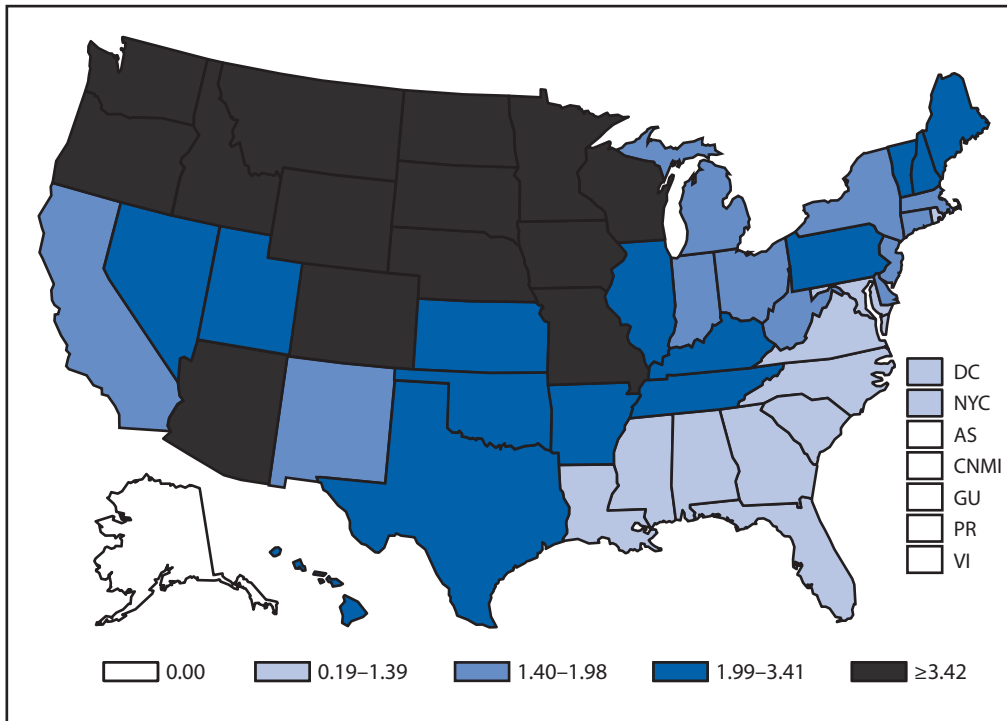 DC
NYC
AS
CNMI
GU
PR
VI
0.00 0.19–1.39 1.40–1.98 1.99–3.41 ≥3.42